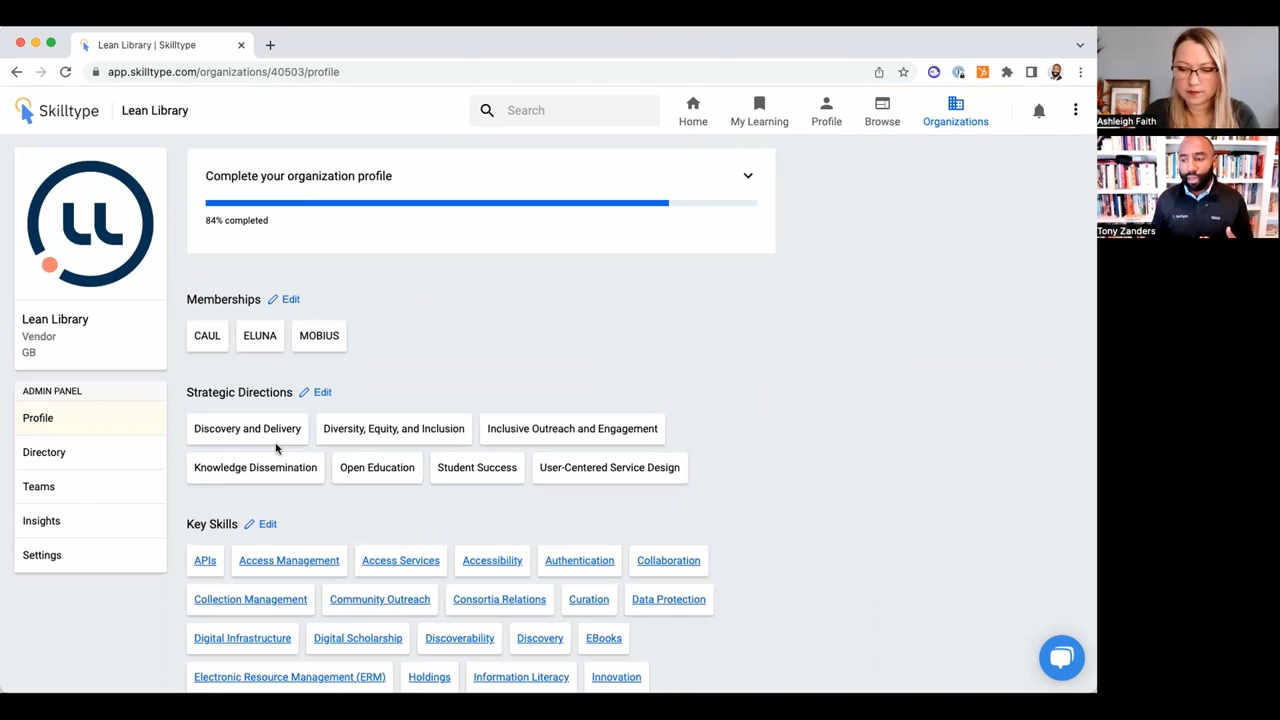 Lean Library | Skilltype
app.skilltype.com/organizations/40503/profile
Skilltype
Lean Library
Search
Home
My Learning
Profile
Browse
Organizations
LL
Lean Library
Vendor
GB
ADMIN PANEL
Profile
Directory
Teams
Insights
Settings
Complete your organization profile
84% completed
Memberships Edit
CAUL ELUNA MOBIUS
Strategic Directions Edit
Discovery and Delivery Diversity, Equity, and Inclusion Inclusive Outreach and Engagement
Knowledge Dissemination Open Education Student Success User-Centered Service Design
Key Skills Edit
APIs Access Management Access Services Accessibility Authentication Collaboration
Collection Management Community Outreach Consortia Relations Curation Data Protection
Digital Infrastructure Digital Scholarship Discoverability Discovery EBooks
Electronic Resource Management (ERM) Holdings Information Literacy Innovation
Ashleigh Faith
Tony Zanders